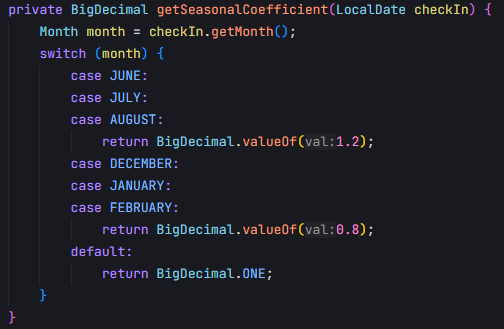 private BigDecimal getSeasonalCoefficient(LocalDate checkIn) {
    Month month = checkIn.getMonth();
    switch (month) {
        case JUNE:
        case JULY:
        case AUGUST:
            return BigDecimal.valueOf( val: 1.2);
        case DECEMBER:
        case JANUARY:
        case FEBRUARY:
            return BigDecimal.valueOf( val: 0.8);
        default:
            return BigDecimal.ONE;
    }
}